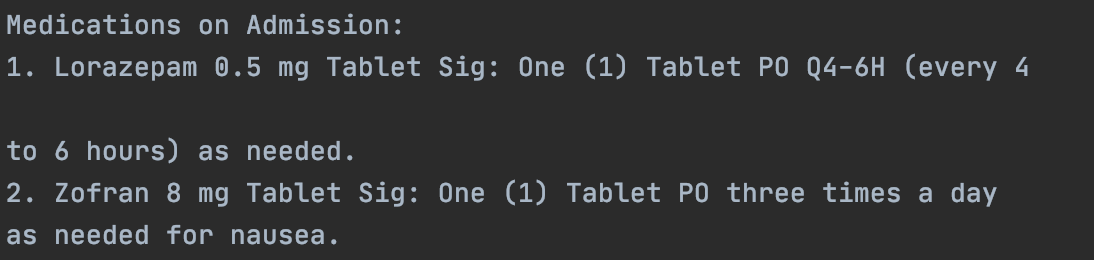 Medications on Admission:
1. Lorazepam 0.5 mg Tablet Sig: One (1) Tablet PO Q4-6H (every 4
to 6 hours) as needed.
2. Zofran 8 mg Tablet Sig: One (1) Tablet PO three times a day
as needed for nausea.